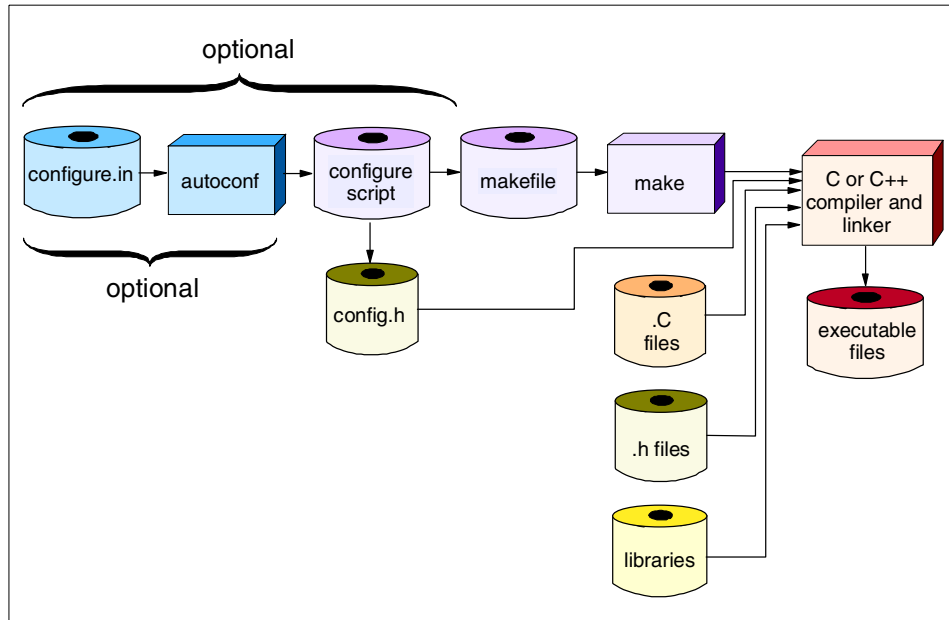 optional
configure.in
autoconf
configure
script
makefile
make
C or C++
compiler and
linker
optional
config.h
.C
files
executable
files
.h files
libraries